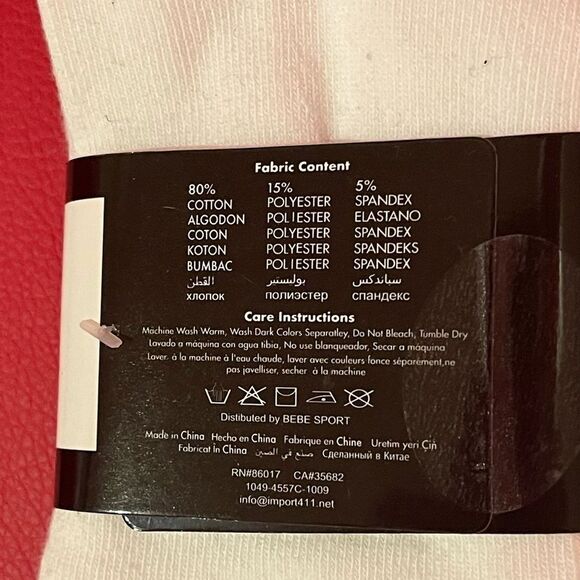 Fabric Content
80% 15% 5%
COTTON POLYESTER SPANDEX
ALGODON POLIESTER ELASTANO
COTON POLYESTER SPANDEX
KOTON POLYESTER SPANDEKS
BUMBAC POLIESTER SPANDEX
القطن بوليستير سباندكس
хлопок полиэстер спандекс
Care Instructions
Machine Wash Warm, Wash Dark Colors Separatley, Do Not Bleach, Tumble Dry
Lavado a máquina con agua tibia, No use blanqueador, Secar a máquina
Laver à la machine à l'eau chaude, laver avec couleurs fonce séparement,ne
pas javelliser, secher à la machine
Distibuted by BEBE SPORT
Made in China Hecho en China Fabrique en Chine Uretim yeri Çin
Fabricat în China صنع في الصين Сделанный в Китае
RN#86017 CA#35682
1049-4557C-1009
info@import411.net